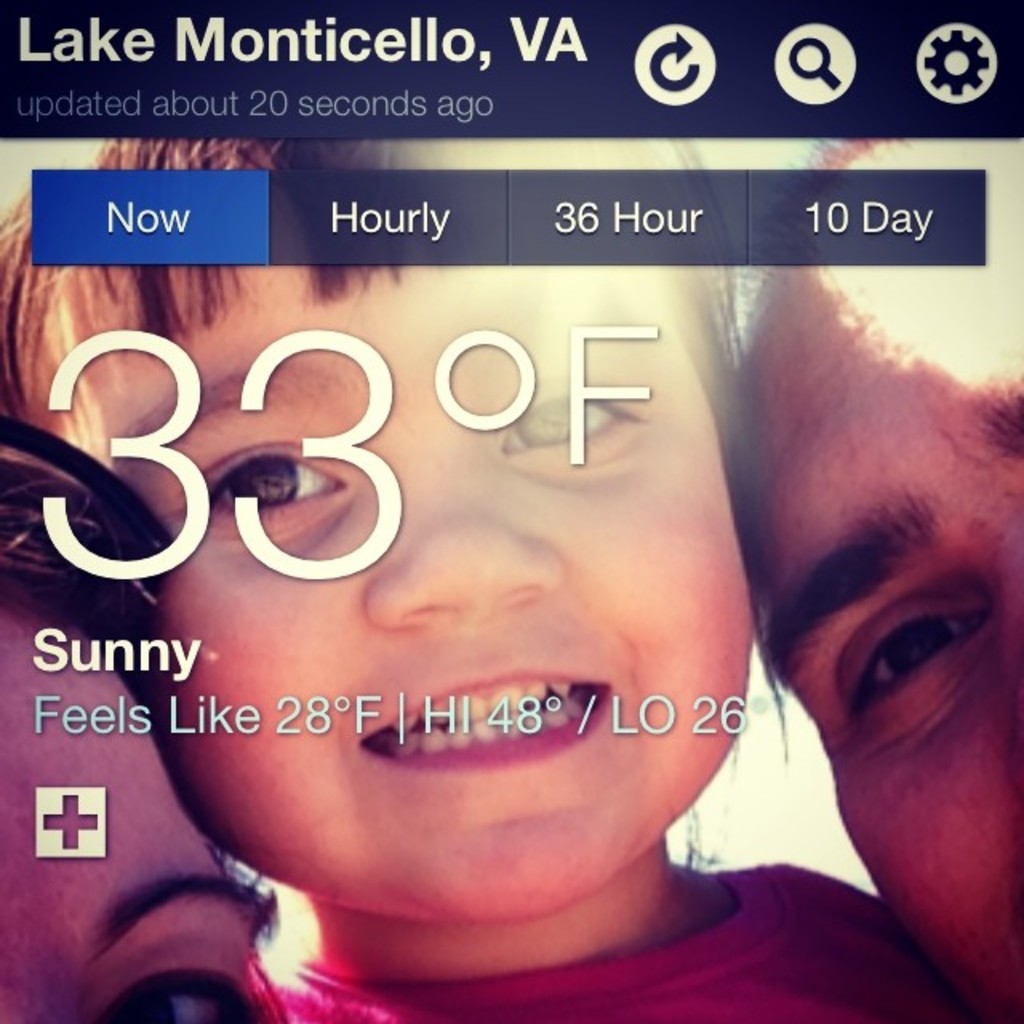 Lake Monticello, VA
updated about 20 seconds ago
Now Hourly 36 Hour 10 Day
33°F
Sunny
Feels Like 28°F | HI 48° / LO 26°